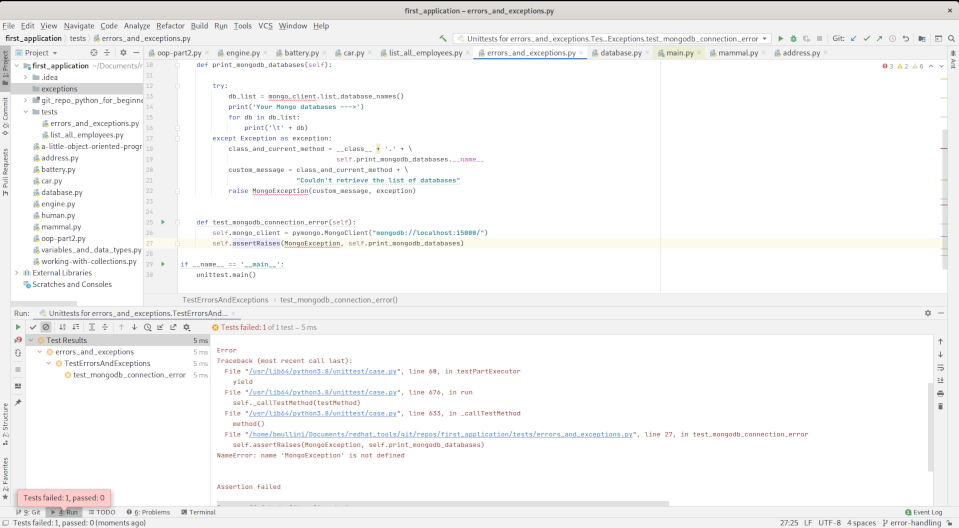 first_application – errors_and_exceptions.py
File Edit View Navigate Code Analyze Refactor Build Run Tools VCS Window Help
first_application tests errors_and_exceptions.py
Unittests for errors_and_exceptions.Tes...Exceptions.test_mongodb_connection_error
Git:
Project
oop-part2.py engine.py battery.py car.py list_all_employees.py errors_and_exceptions.py database.py main.py mammal.py address.py
1: Project
Commit
Pull Requests
7: Structure
2: Favorites
Ant
first_application ~/Documents/r
.idea
exceptions
git_repo_python_for_beginne
tests
errors_and_exceptions.py
list_all_employees.py
a-little-object-oriented-progr
address.py
battery.py
car.py
database.py
engine.py
human.py
mammal.py
oop-part2.py
variables_and_data_types.py
working-with-collections.py
External Libraries
Scratches and Consoles
3 2 6
10 def print_mongodb_databases(self):
11
12 try:
13 db_list = mongo_client.list_database_names()
14 print('Your Mongo databases --->')
15 for db in db_list:
16 print('\t' + db)
17 except Exception as exception:
18 class_and_current_method = __class__ + '.' + \
19 self.print_mongodb_databases.__name__
20 custom_message = class_and_current_method + \
21 "Couldn't retrieve the list of databases"
22 raise MongoException(custom_message, exception)
23
24
25 def test_mongodb_connection_error(self):
26 self.mongo_client = pymongo.MongoClient("mongodb://localhost:15000/")
27 self.assertRaises(MongoException, self.print_mongodb_databases)
28
29 if __name__ == '__main__':
30 unittest.main()
TestErrorsAndExceptions test_mongodb_connection_error()
Run: Unittests for errors_and_exceptions.TestErrorsAnd...
Tests failed: 1 of 1 test – 5 ms
Test Results 5 ms
errors_and_exceptions 5 ms
TestErrorsAndExceptions 5 ms
test_mongodb_connection_error 5 ms
Error
Traceback (most recent call last):
File "/usr/lib64/python3.8/unittest/case.py", line 60, in testPartExecutor
yield
File "/usr/lib64/python3.8/unittest/case.py", line 676, in run
self._callTestMethod(testMethod)
File "/usr/lib64/python3.8/unittest/case.py", line 633, in _callTestMethod
method()
File "/home/bmullini/Documents/redhat_tools/git/repos/first_application/tests/errors_and_exceptions.py", line 27, in test_mongodb_connection_error
self.assertRaises(MongoException, self.print_mongodb_databases)
NameError: name 'MongoException' is not defined
Assertion failed
Tests failed: 1, passed: 0
9: Git 4: Run TODO 6: Problems Terminal Event Log
Tests failed: 1, passed: 0 (moments ago) 27:25 LF UTF-8 4 spaces error-handling